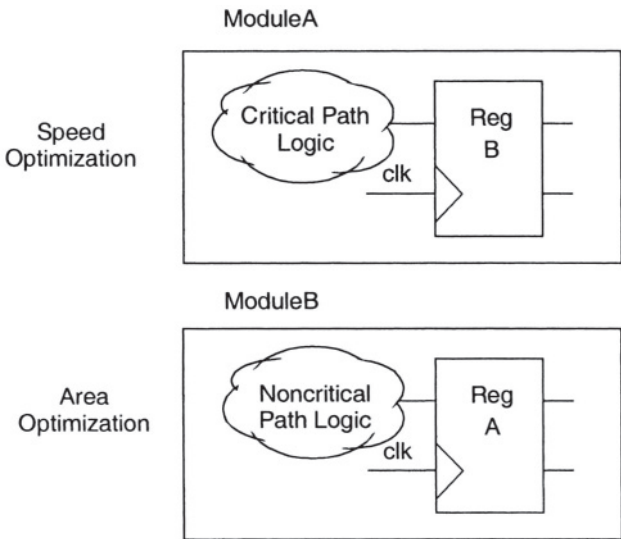 ModuleA
Speed
Optimization
Critical Path
Logic
clk
Reg
B
ModuleB
Area
Optimization
Noncritical
Path Logic
clk
Reg
A